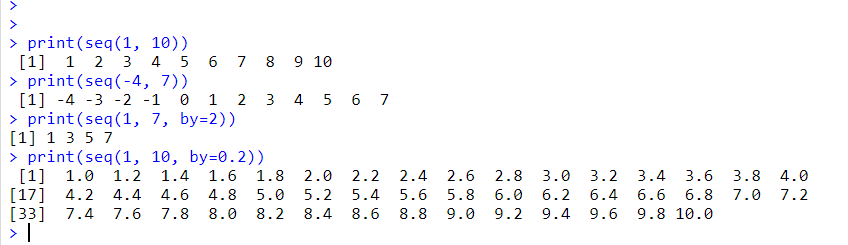 >
>
> print(seq(1, 10))
 [1]  1  2  3  4  5  6  7  8  9 10
> print(seq(-4, 7))
 [1] -4 -3 -2 -1  0  1  2  3  4  5  6  7
> print(seq(1, 7, by=2))
[1] 1 3 5 7
> print(seq(1, 10, by=0.2))
 [1]  1.0  1.2  1.4  1.6  1.8  2.0  2.2  2.4  2.6  2.8  3.0  3.2  3.4  3.6  3.8  4.0
[17]  4.2  4.4  4.6  4.8  5.0  5.2  5.4  5.6  5.8  6.0  6.2  6.4  6.6  6.8  7.0  7.2
[33]  7.4  7.6  7.8  8.0  8.2  8.4  8.6  8.8  9.0  9.2  9.4  9.6  9.8 10.0
>